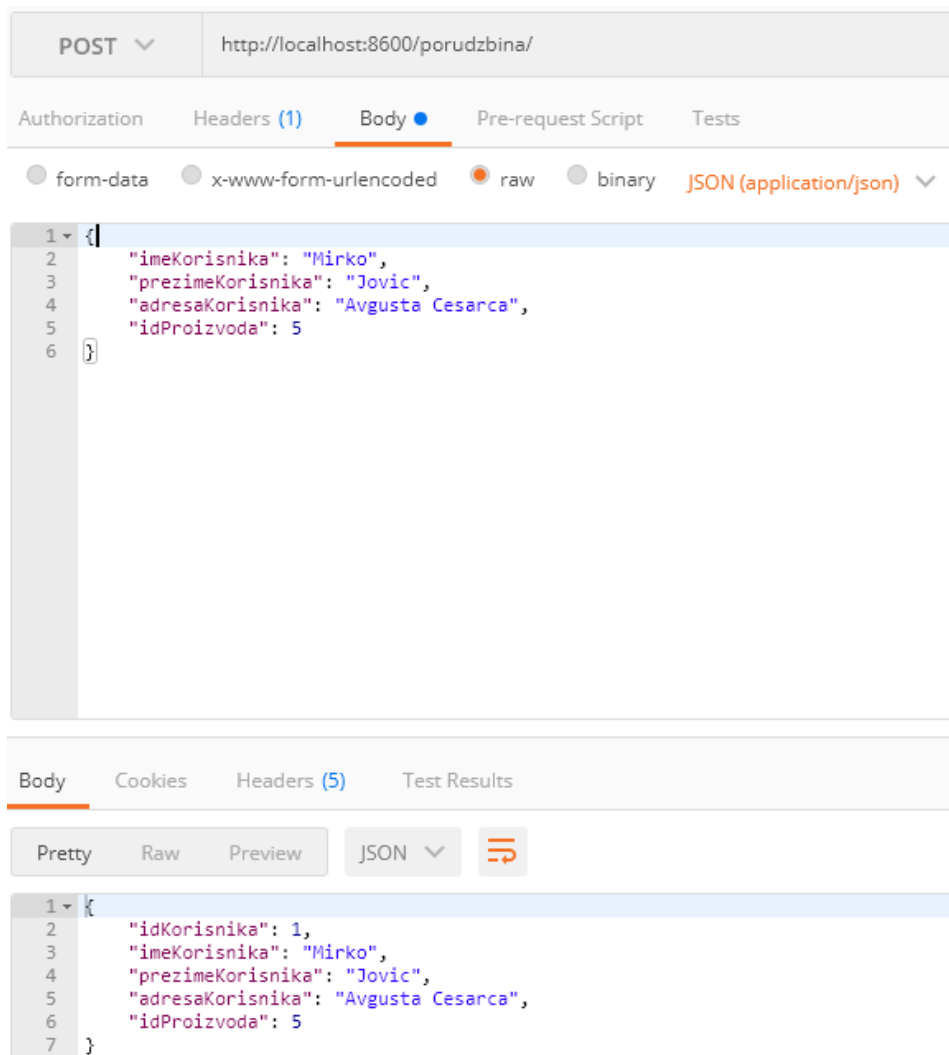 POST http://localhost:8600/porudzbina/
Authorization Headers (1) Body Pre-request Script Tests
form-data x-www-form-urlencoded raw binary JSON (application/json)
1 {
2 "imeKorisnika": "Mirko",
3 "prezimeKorisnika": "Jovic",
4 "adresaKorisnika": "Avgusta Cesarca",
5 "idProizvoda": 5
6 }
Body Cookies Headers (5) Test Results
Pretty Raw Preview JSON
1 {
2 "idKorisnika": 1,
3 "imeKorisnika": "Mirko",
4 "prezimeKorisnika": "Jovic",
5 "adresaKorisnika": "Avgusta Cesarca",
6 "idProizvoda": 5
7 }